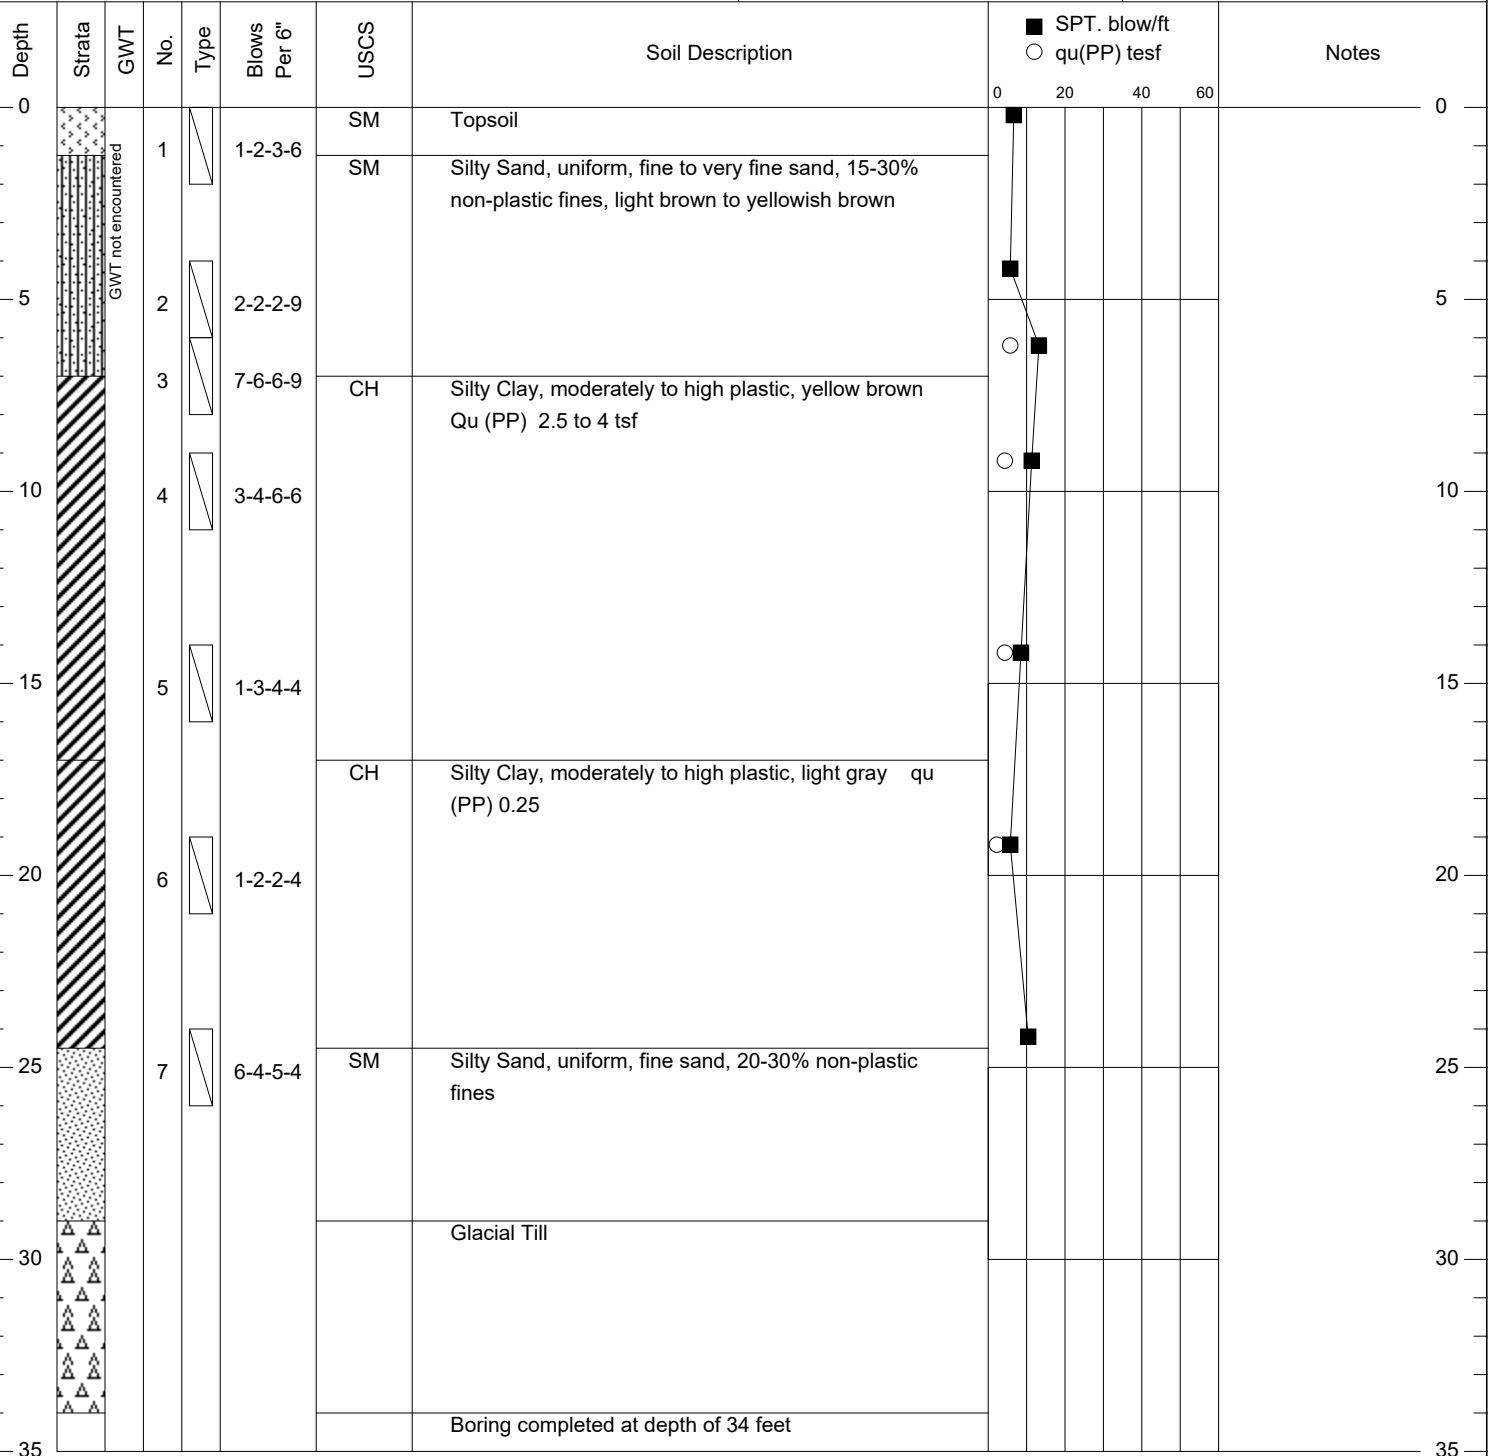 Depth
Strata
GWT
No.
Type
Blows
Per 6"
USCS
Soil Description
SPT. blow/ft
qu(PP) tesf
Notes
0 20 40 60
0
0
SM Topsoil
1 1-2-3-6
GWT not encountered
SM Silty Sand, uniform, fine to very fine sand, 15-30%
non-plastic fines, light brown to yellowish brown
5 2 2-2-2-9 5
3 7-6-6-9
CH Silty Clay, moderately to high plastic, yellow brown
Qu (PP) 2.5 to 4 tsf
10 4 3-4-6-6 10
15 5 1-3-4-4 15
CH Silty Clay, moderately to high plastic, light gray qu
(PP) 0.25
20 6 1-2-2-4 20
SM Silty Sand, uniform, fine sand, 20-30% non-plastic
25 7 6-4-5-4 25
fines
Glacial Till
30 30
Boring completed at depth of 34 feet
35 35